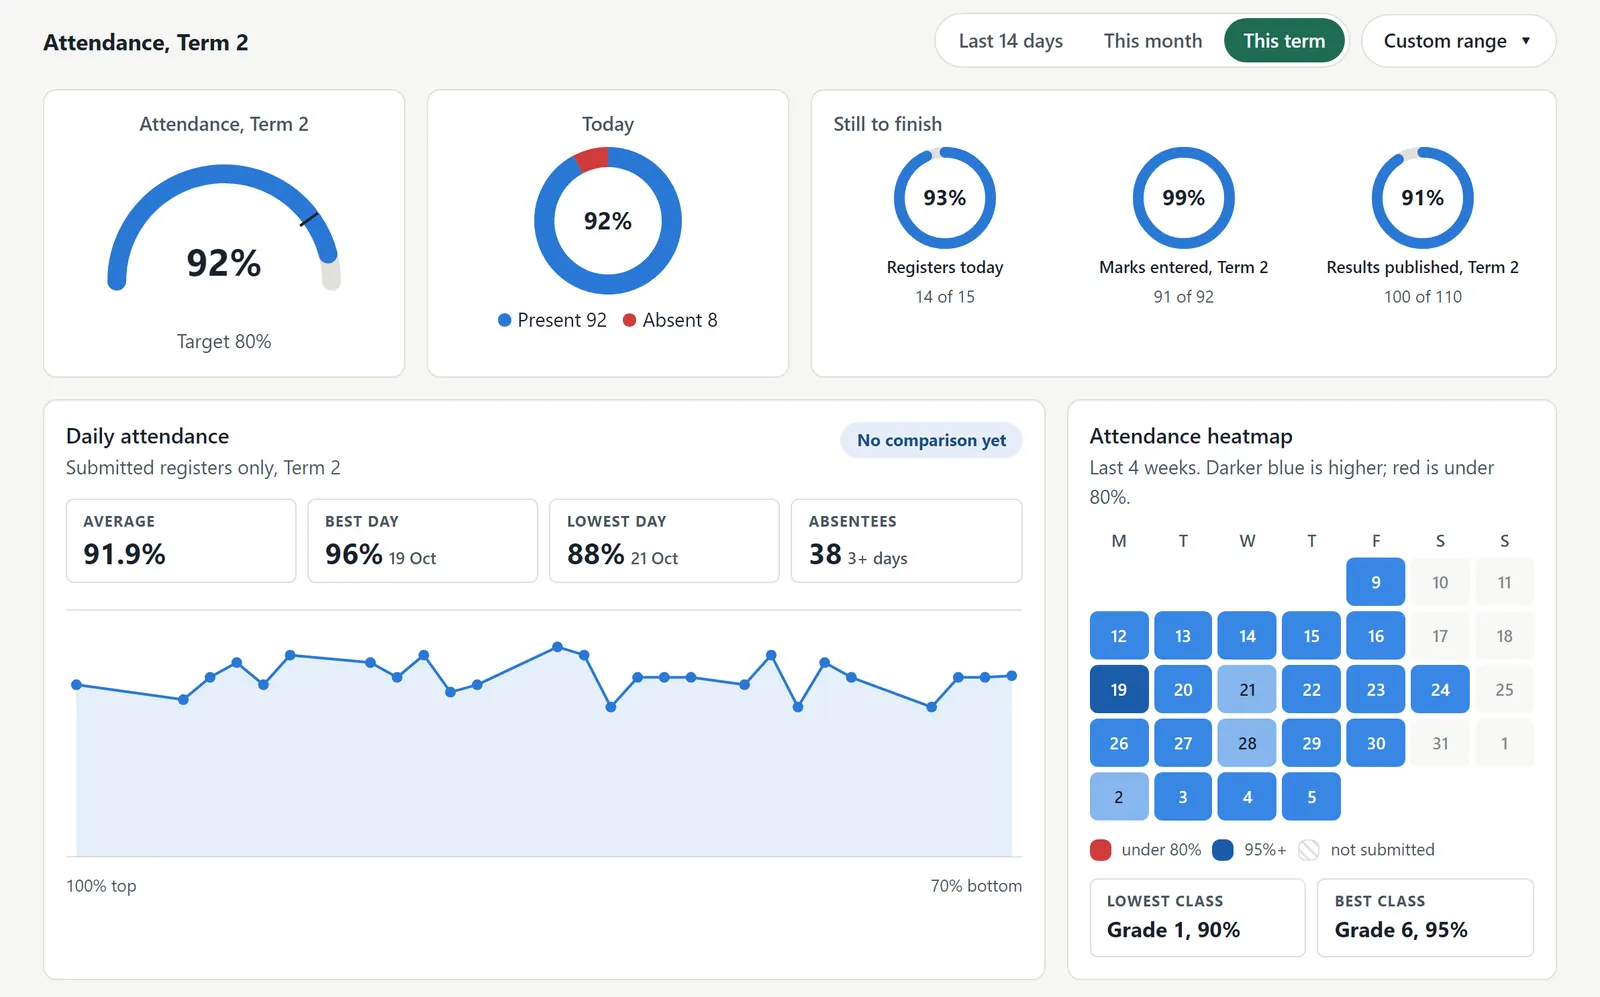 Attendance, Term 2
Last 14 days
This month
This term
Custom range
Attendance, Term 2
92%
Target 80%
Today
92%
Present 92
Absent 8
Still to finish
93%
Registers today
14 of 15
99%
Marks entered, Term 2
91 of 92
91%
Results published, Term 2
100 of 110
Daily attendance
Submitted registers only, Term 2
No comparison yet
AVERAGE
91.9%
BEST DAY
96% 19 Oct
LOWEST DAY
88% 21 Oct
ABSENTEES
38 3+ days
100% top
70% bottom
Attendance heatmap
Last 4 weeks. Darker blue is higher; red is under
80%.
M T W T F S S
9 10 11
12 13 14 15 16 17 18
19 20 21 22 23 24 25
26 27 28 29 30 31 1
2 3 4 5
under 80%
95%+
not submitted
LOWEST CLASS
Grade 1, 90%
BEST CLASS
Grade 6, 95%